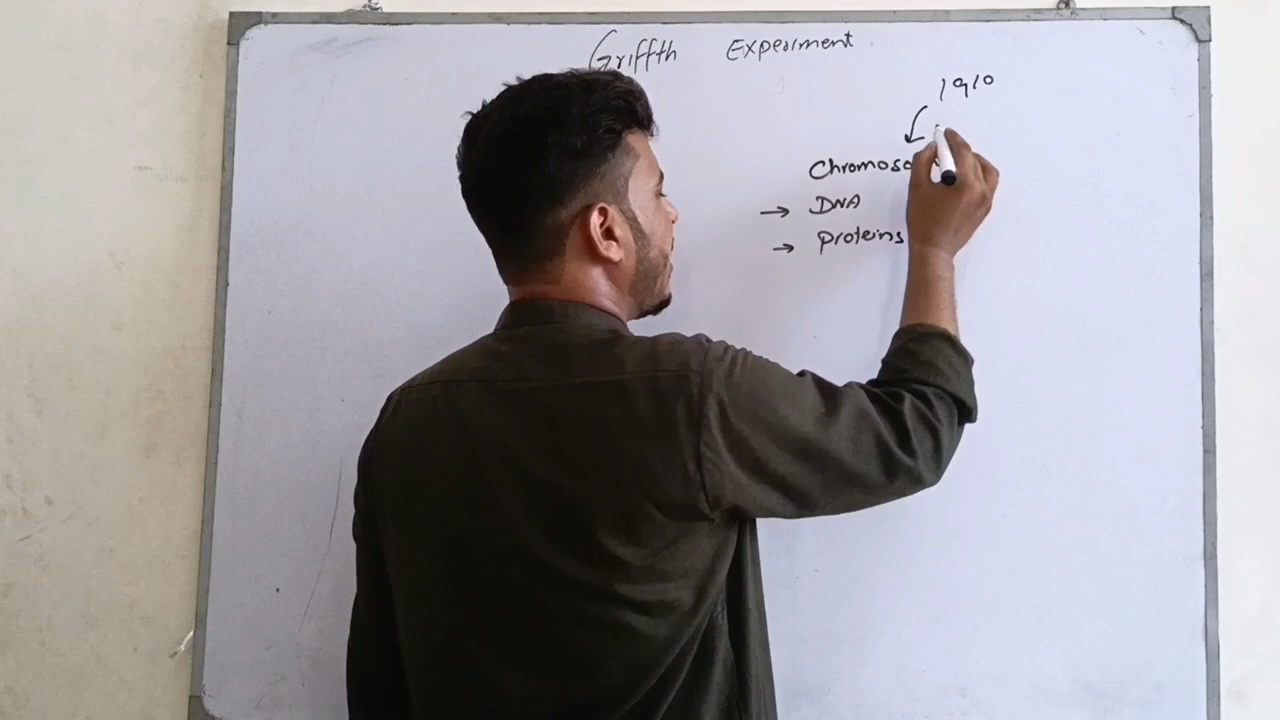 Griffth Experiment
1910
Chromoso
→ DNA
→ Proteins